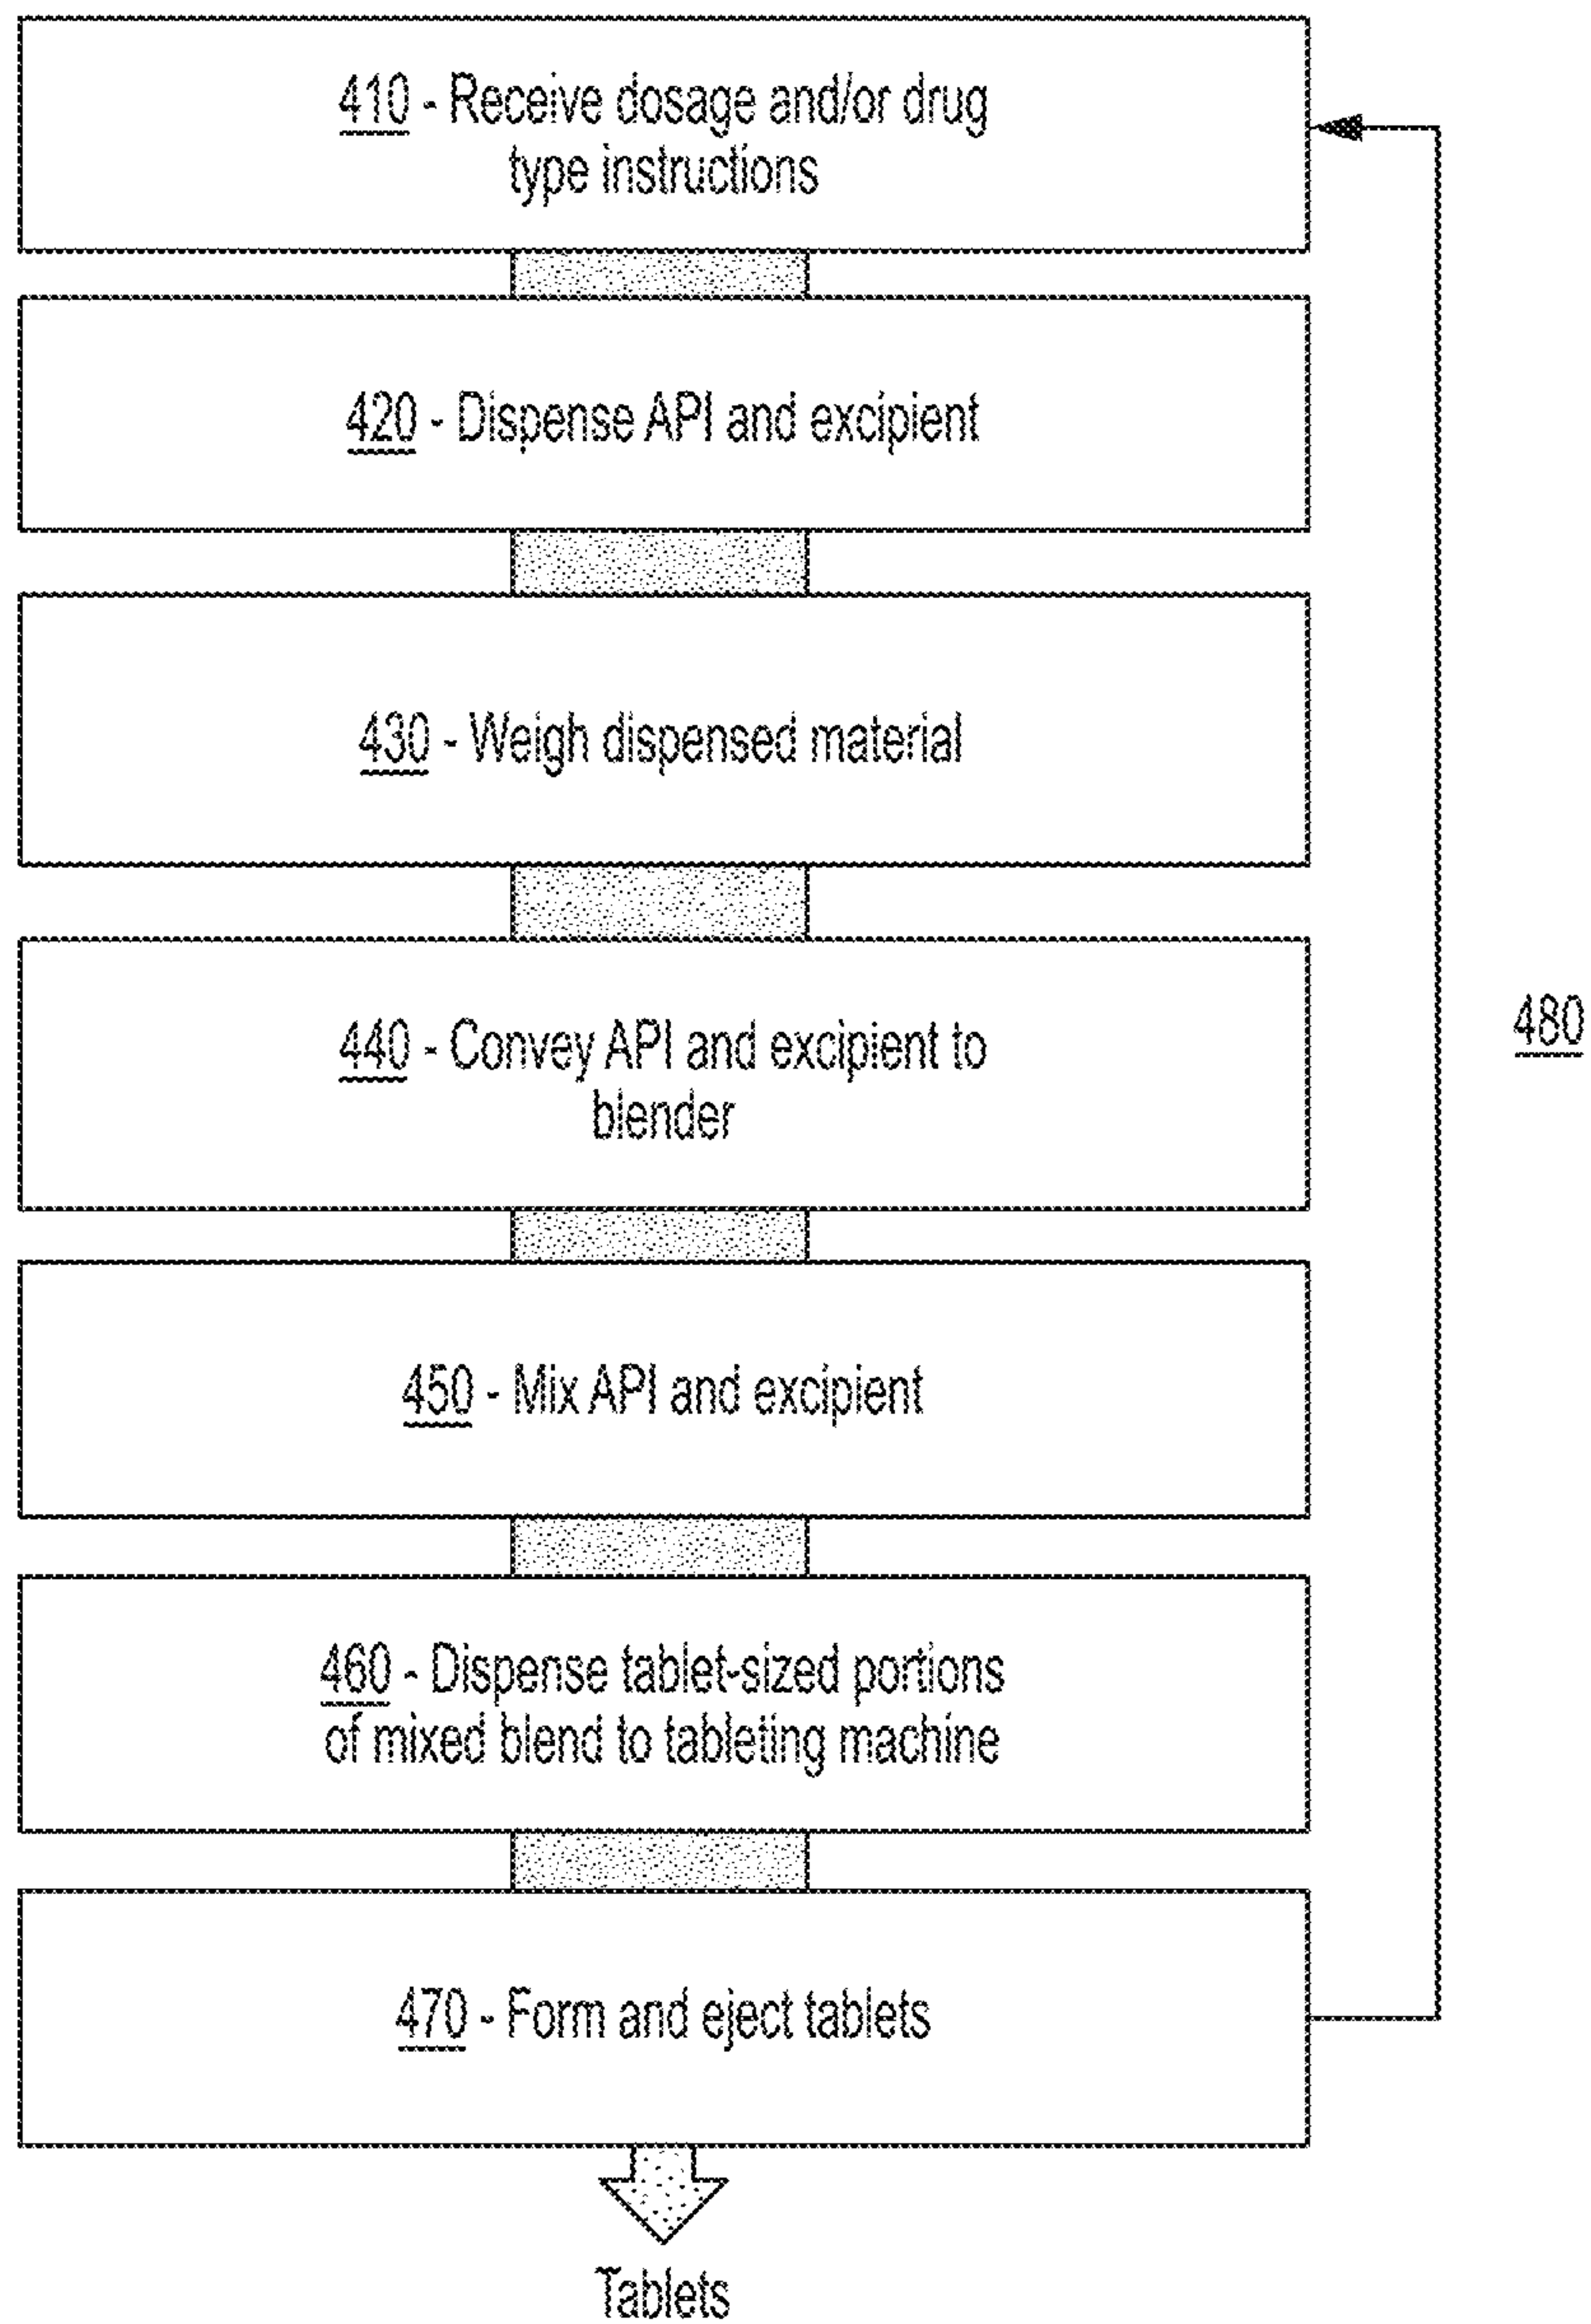 410 - Receive dosage and/or drug
type instructions
420 - Dispense API and excipient
430 - Weigh dispensed material
440 - Convey API and excipient to
blender
480
450 - Mix API and excipient
460 - Dispense tablet-sized portions
of mixed blend to tableting machine
470 - Form and eject tablets
Tablets